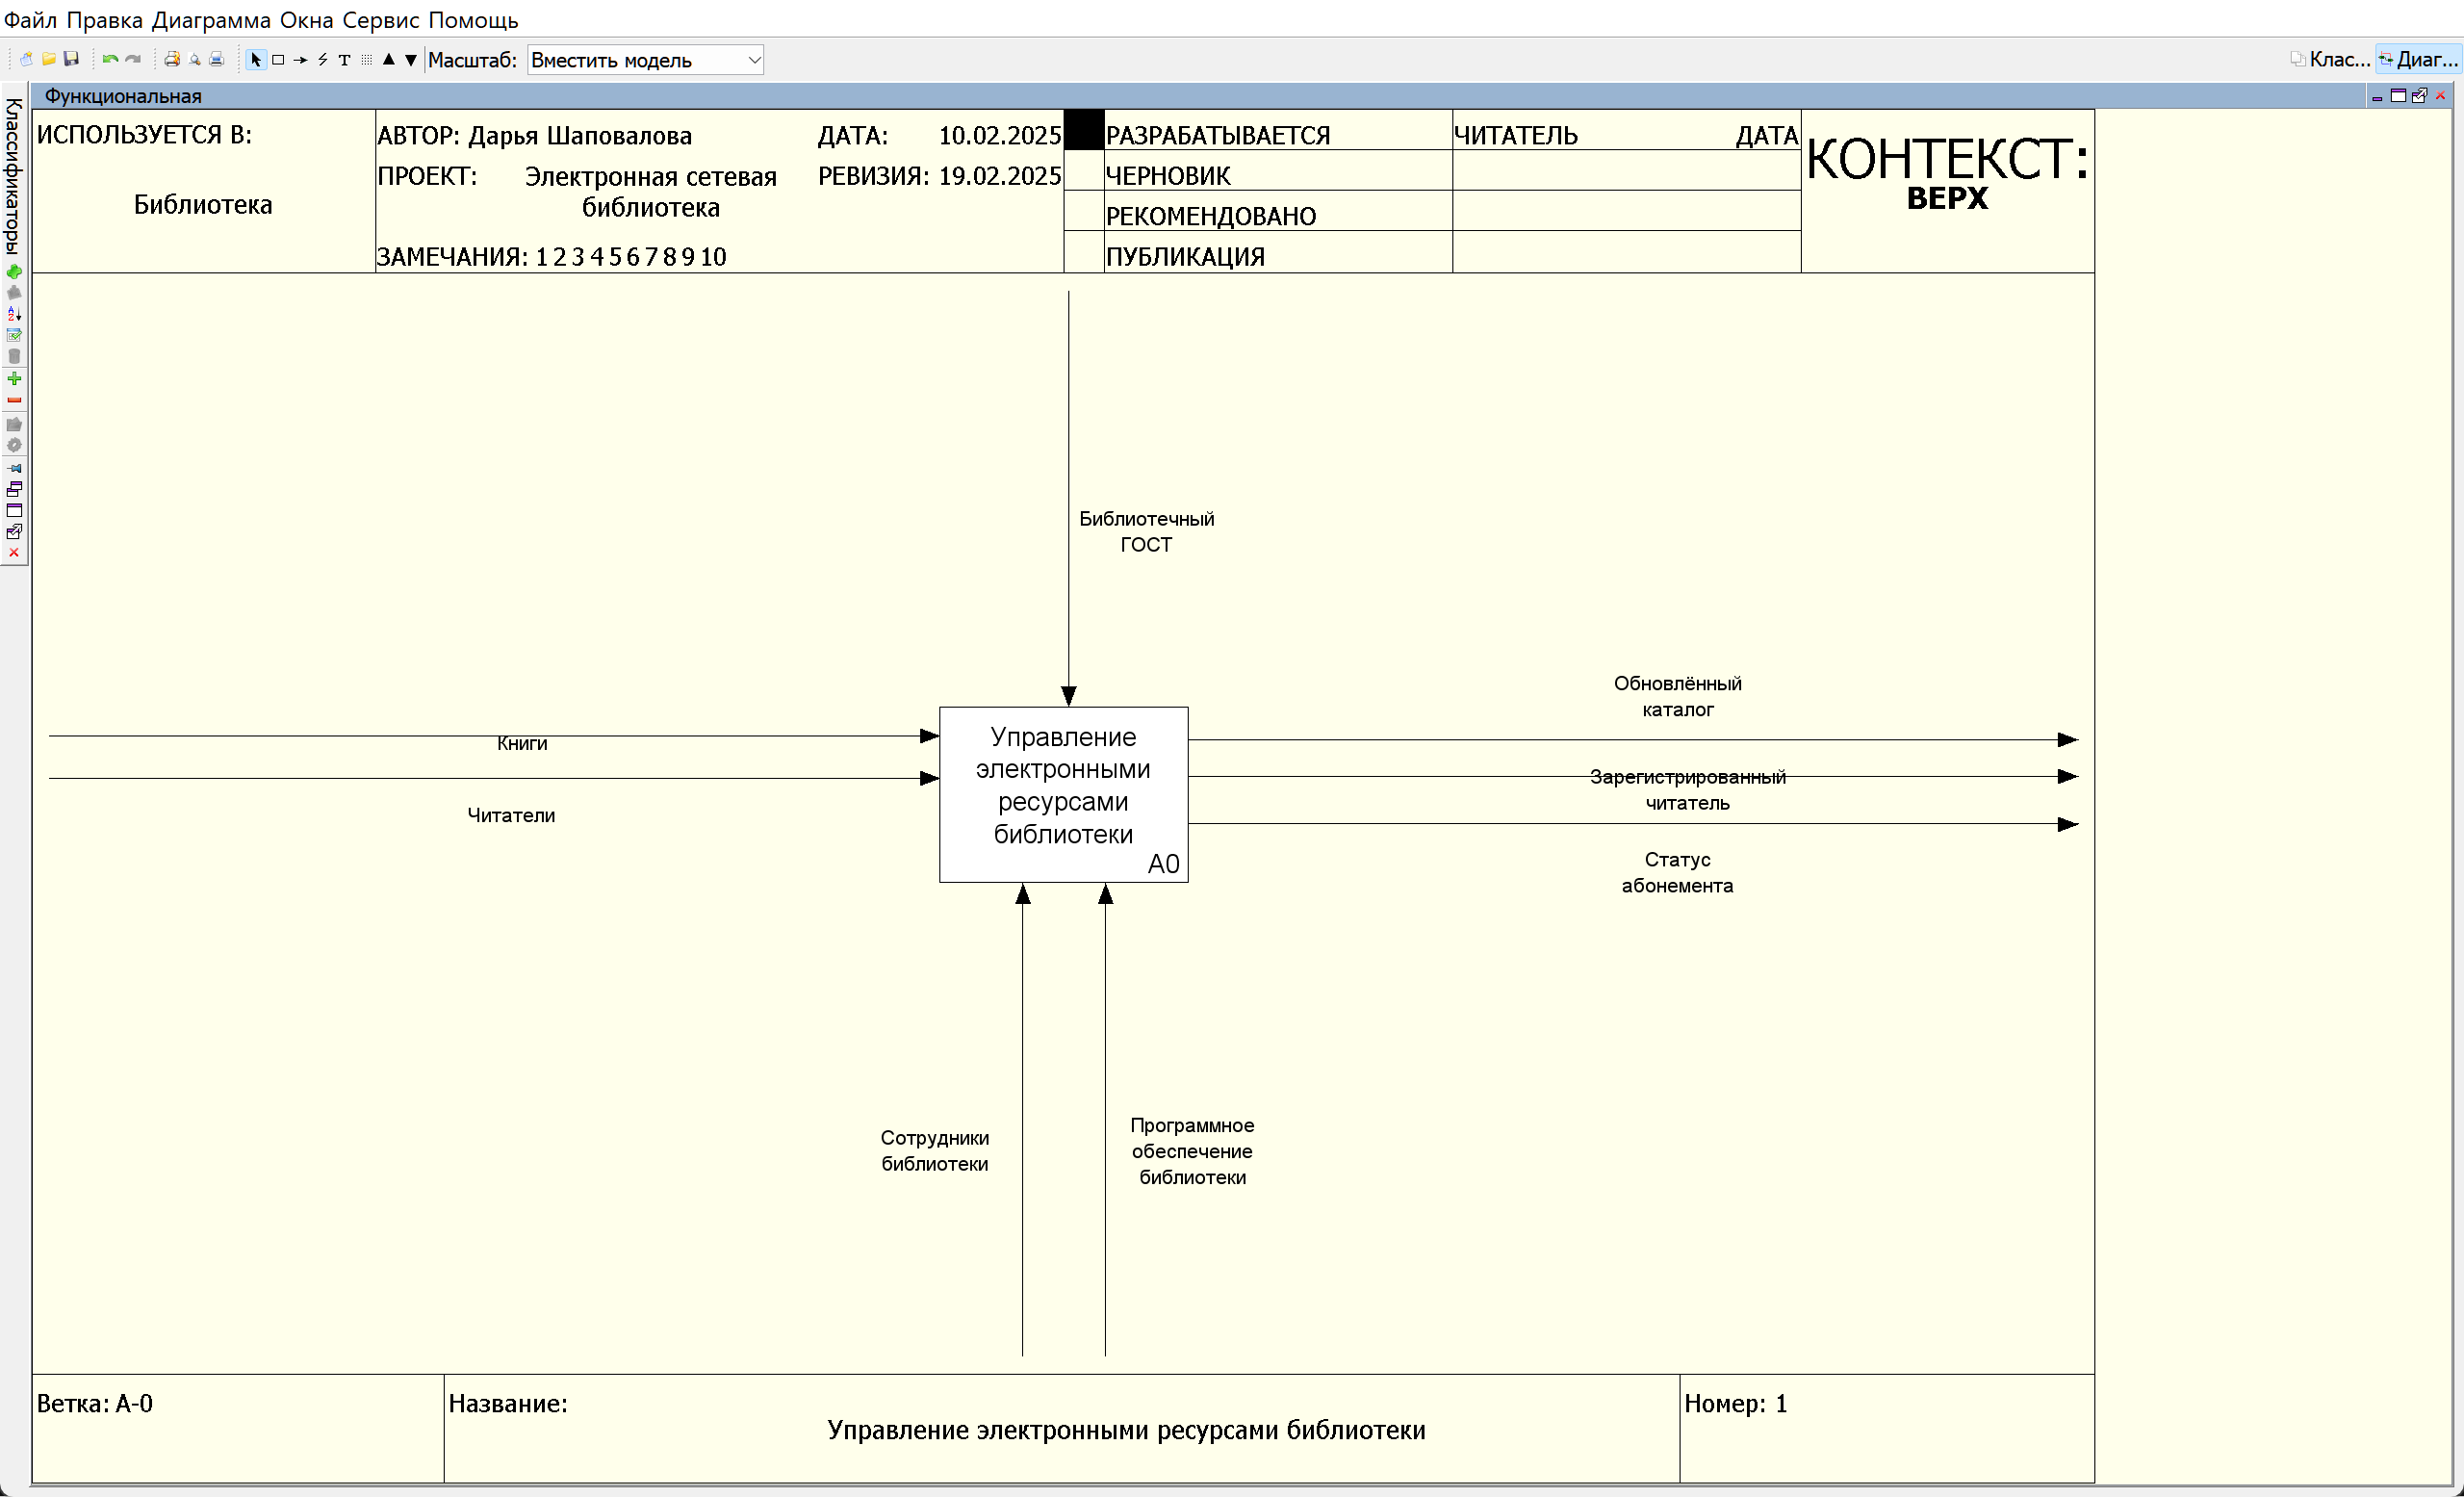 Файл Правка Диаграмма Окна Сервис Помощь
Масштаб: Вместить модель
Клас... Диаг...
Классификаторы
Функциональная
ИСПОЛЬЗУЕТСЯ В:
Библиотека
АВТОР: Дарья Шаповалова
ДАТА: 10.02.2025
ПРОЕКТ: Электронная сетевая
библиотека
РЕВИЗИЯ: 19.02.2025
ЗАМЕЧАНИЯ: 1 2 3 4 5 6 7 8 9 10
РАЗРАБАТЫВАЕТСЯ
ЧЕРНОВИК
РЕКОМЕНДОВАНО
ПУБЛИКАЦИЯ
ЧИТАТЕЛЬ ДАТА
КОНТЕКСТ:
ВЕРХ
Библиотечный
ГОСТ
Книги
Читатели
Управление
электронными
ресурсами
библиотеки
A0
Обновлённый
каталог
Зарегистрированный
читатель
Статус
абонемента
Сотрудники
библиотеки
Программное
обеспечение
библиотеки
Ветка: A-0
Название:
Управление электронными ресурсами библиотеки
Номер: 1